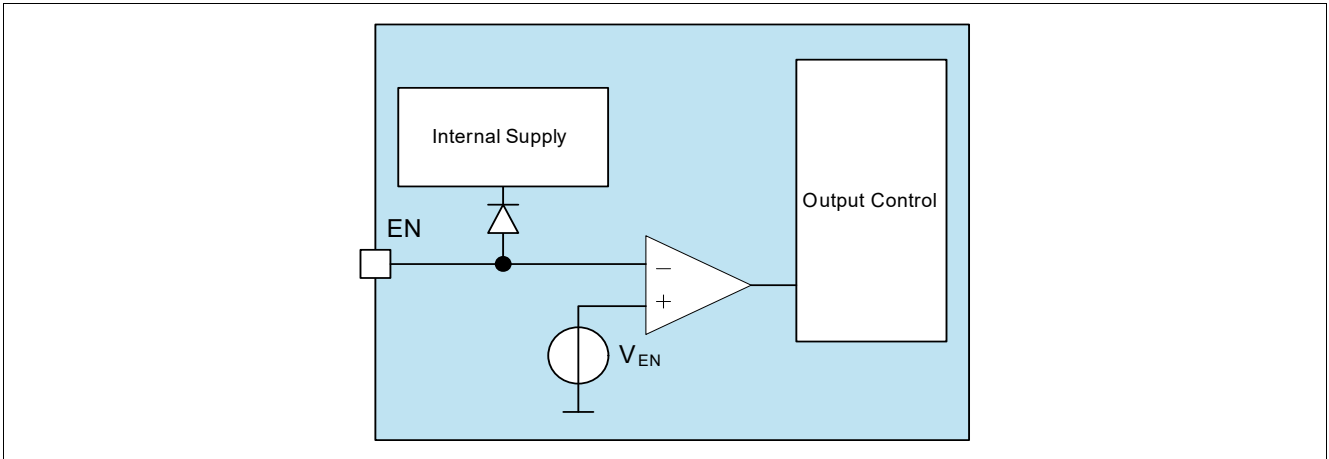 Internal Supply
EN
Output Control
−
+
VEN